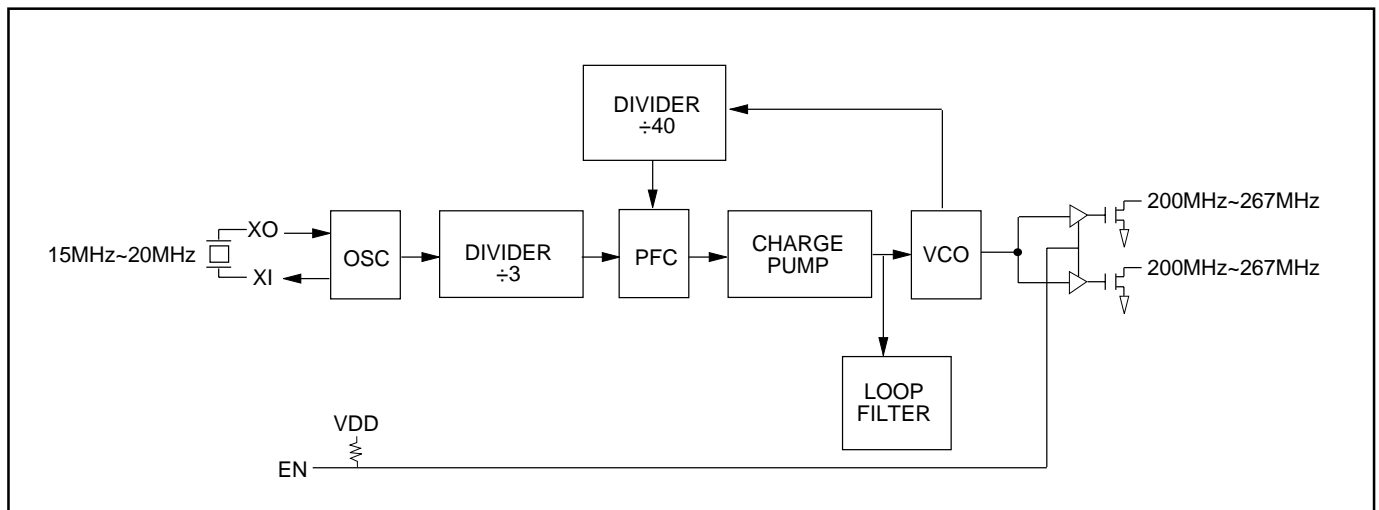 DIVIDER
÷40
XO
15MHz~20MHz
XI
OSC
DIVIDER
÷3
PFC
CHARGE
PUMP
VCO
200MHz~267MHz
200MHz~267MHz
LOOP
FILTER
VDD
EN